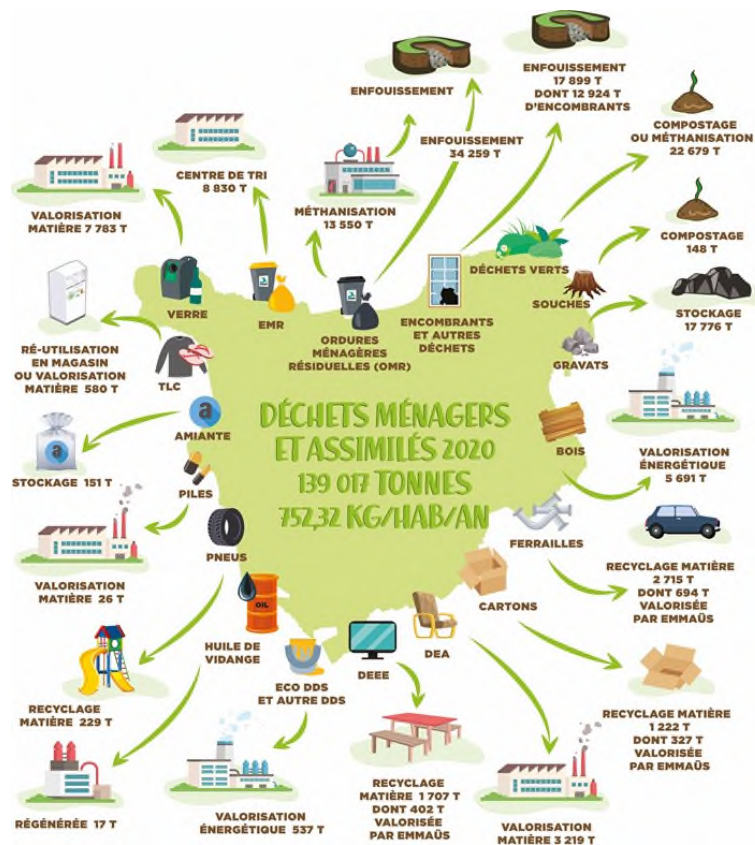 ENFOUISSEMENT
ENFOUISSEMENT
17 899 T
DONT 12 924 T
D'ENCOMBRANTS
COMPOSTAGE
OU MÉTHANISATION
22 679 T
ENFOUISSEMENT
34 259 T
CENTRE DE TRI
8 830 T
MÉTHANISATION
13 550 T
VALORISATION
MATIÈRE 7 783 T
COMPOSTAGE
148 T
DÉCHETS VERTS
SOUCHES
STOCKAGE
17 776 T
VERRE
EMR
ORDURES
MÉNAGÈRES
RÉSIDUELLES (OMR)
ENCOMBRANTS
ET AUTRES
DÉCHETS
GRAVATS
RÉ-UTILISATION
EN MAGASIN
OU VALORISATION
MATIÈRE 580 T
TLC
DÉCHETS MÉNAGERS
ET ASSIMILÉS 2020
139 017 TONNES
752,32 KG/HAB/AN
a
AMIANTE
a
STOCKAGE 151 T
BOIS
VALORISATION
ÉNERGÉTIQUE
5 691 T
PILES
VALORISATION
MATIÈRE 26 T
PNEUS
FERRAILLES
RECYCLAGE MATIÈRE
2 715 T
DONT 694 T
VALORISÉE
PAR EMMAÜS
CARTONS
OIL
HUILE DE
VIDANGE
DEA
DEEE
ECO DDS
ET AUTRE DDS
RECYCLAGE
MATIÈRE 229 T
RECYCLAGE MATIÈRE
1 222 T
DONT 327 T
VALORISÉE
PAR EMMAÜS
RÉGÉNÉRÉE 17 T
VALORISATION
ÉNERGÉTIQUE 537 T
RECYCLAGE
MATIÈRE 1 707 T
DONT 402 T
VALORISÉE
PAR EMMAÜS
VALORISATION
MATIÈRE 3 219 T